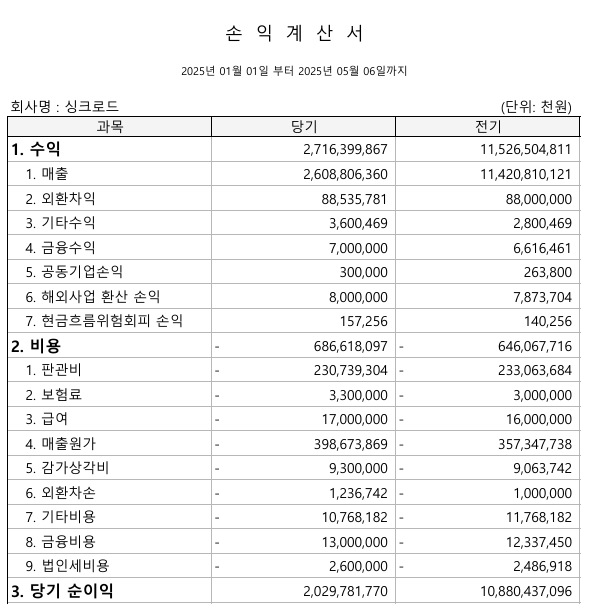 손 익 계 산 서
2025년 01월 01일 부터 2025년 05월 06일까지
회사명 : 싱크로드 (단위: 천원)
과목 당기 전기
1. 수익 2,716,399,867 11,526,504,811
1. 매출 2,608,806,360 11,420,810,121
2. 외환차익 88,535,781 88,000,000
3. 기타수익 3,600,469 2,800,469
4. 금융수익 7,000,000 6,616,461
5. 공동기업손익 300,000 263,800
6. 해외사업 환산 손익 8,000,000 7,873,704
7. 현금흐름위험회피 손익 157,256 140,256
2. 비용 - 686,618,097 - 646,067,716
1. 판관비 - 230,739,304 - 233,063,684
2. 보험료 - 3,300,000 - 3,000,000
3. 급여 - 17,000,000 - 16,000,000
4. 매출원가 - 398,673,869 - 357,347,738
5. 감가상각비 - 9,300,000 - 9,063,742
6. 외환차손 - 1,236,742 - 1,000,000
7. 기타비용 - 10,768,182 - 11,768,182
8. 금융비용 - 13,000,000 - 12,337,450
9. 법인세비용 - 2,600,000 - 2,486,918
3. 당기 순이익 2,029,781,770 10,880,437,096